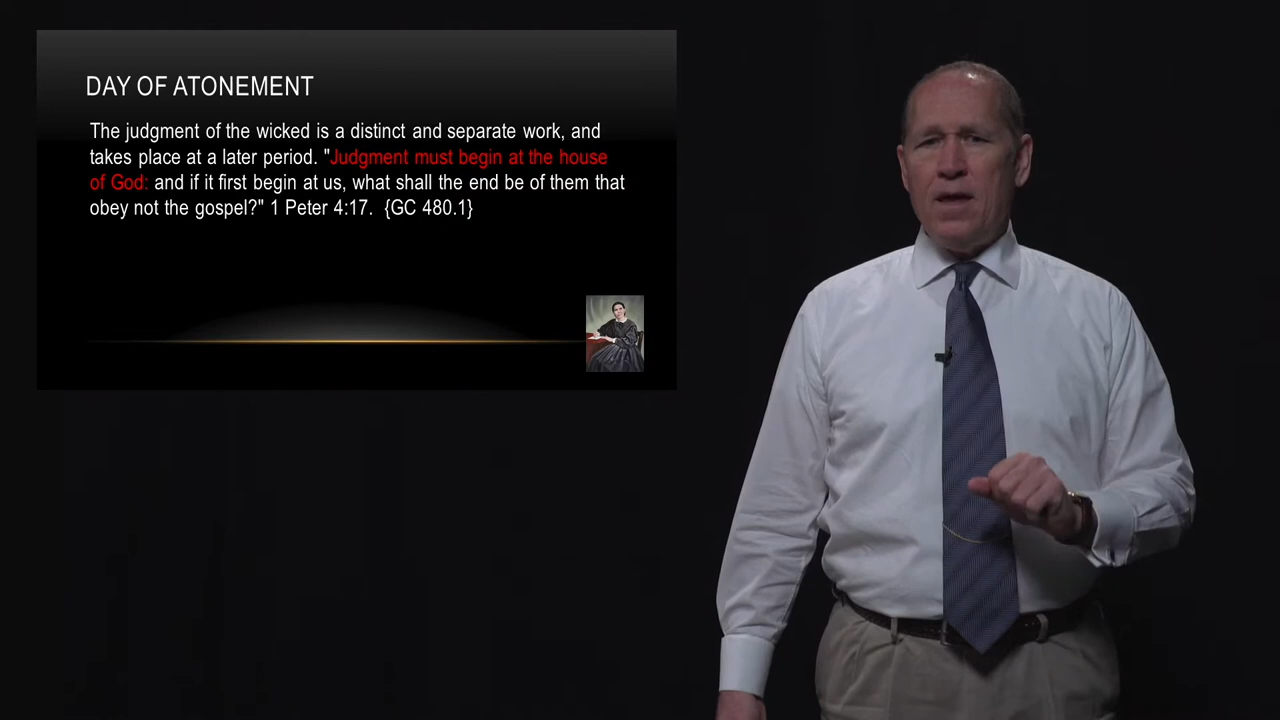 DAY OF ATONEMENT
The judgment of the wicked is a distinct and separate work, and
takes place at a later period. "Judgment must begin at the house
of God: and if it first begin at us, what shall the end be of them that
obey not the gospel?" 1 Peter 4:17.  {GC 480.1}